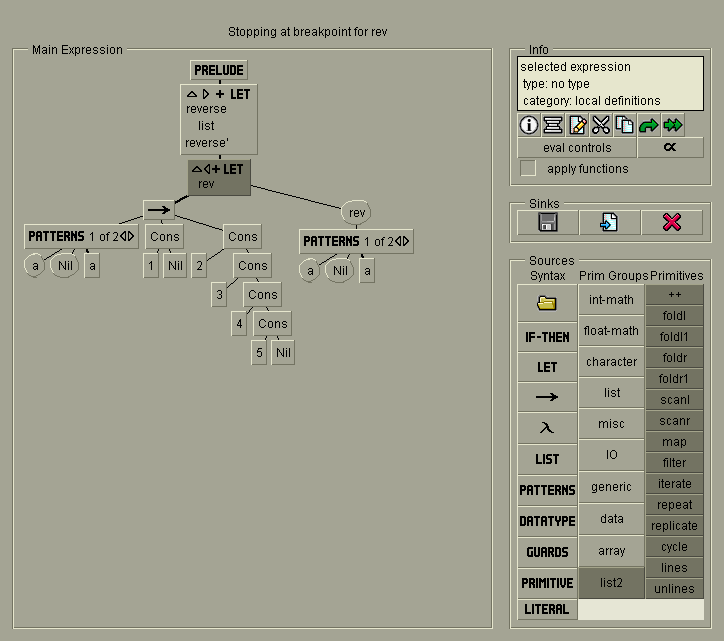 Stopping at breakpoint for rev
Main Expression
PRELUDE
+ LET
reverse
list
reverse'
+ LET
rev
rev
PATTERNS 1 of 2
Cons
Cons
PATTERNS 1 of 2
a Nil a
1 Nil 2
Cons
a Nil a
3
Cons
4
Cons
5
Nil
Info
selected expression
type: no type
category: local definitions
eval controls
∝
apply functions
Sinks
Sources
Syntax
Prim Groups
Primitives
IF-THEN
LET
λ
LIST
PATTERNS
DATATYPE
GUARDS
PRIMITIVE
LITERAL
int-math
float-math
character
list
misc
IO
generic
data
array
list2
++
foldl
foldl1
foldr
foldr1
scanl
scanr
map
filter
iterate
repeat
replicate
cycle
lines
unlines